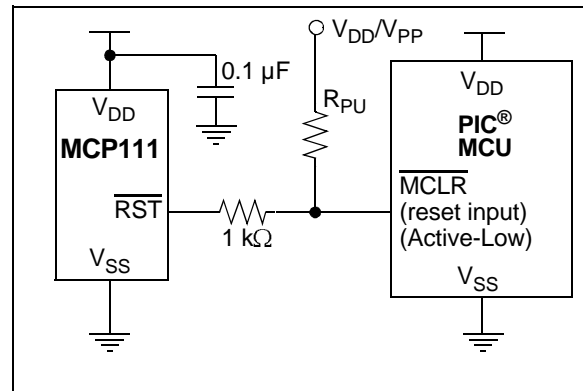 V_DD/V_PP
0.1 µF
R_PU
V_DD
MCP111
RST
V_SS
1 kΩ
V_DD
PIC®
MCU
MCLR
(reset input)
(Active-Low)
V_SS